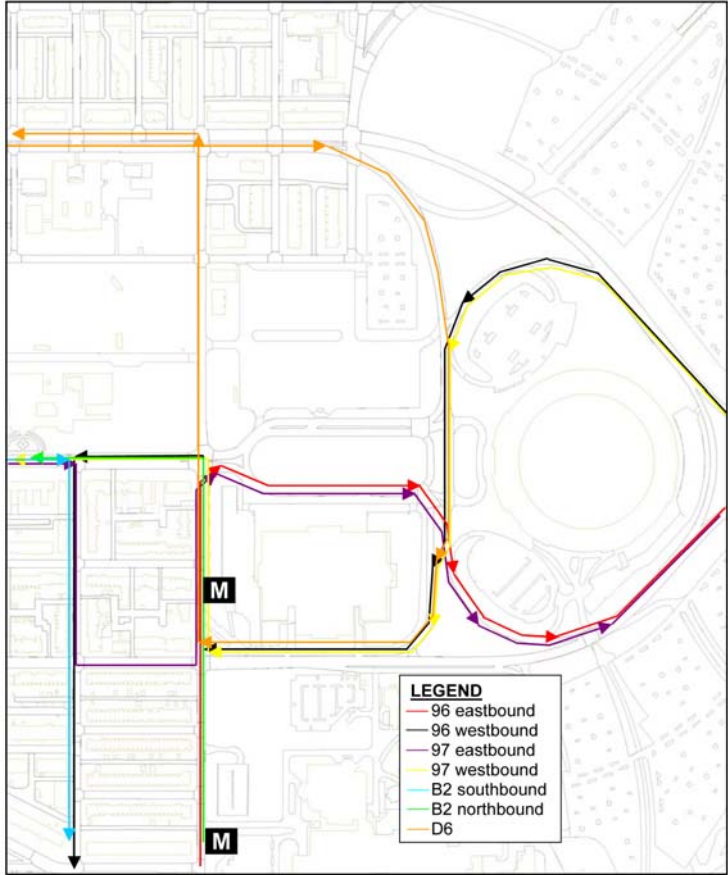 M
LEGEND
96 eastbound
96 westbound
97 eastbound
97 westbound
B2 southbound
B2 northbound
D6
M